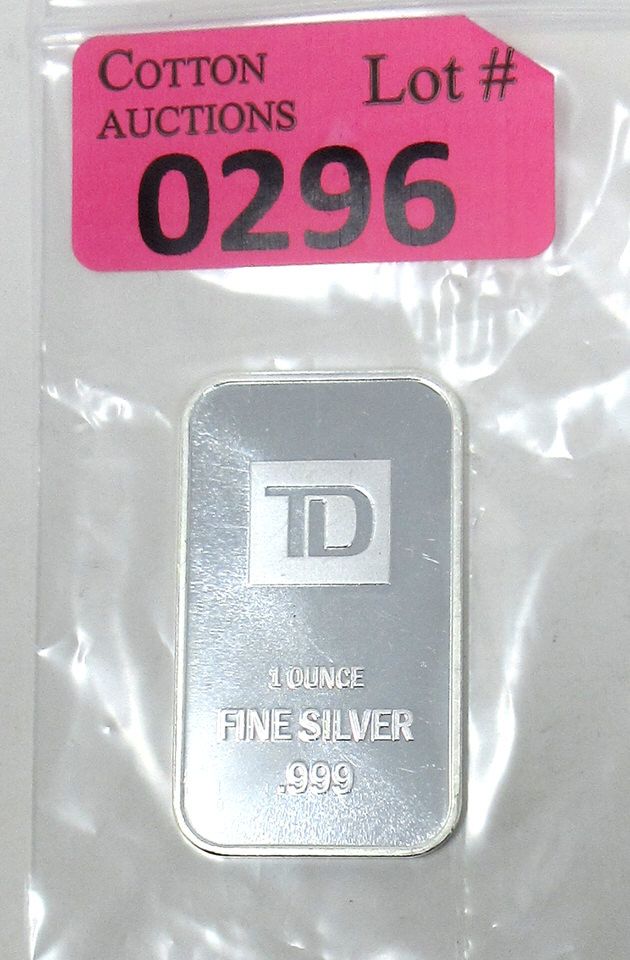 COTTON
AUCTIONS
Lot #
0296
TD
1 OUNCE
FINE SILVER
.999